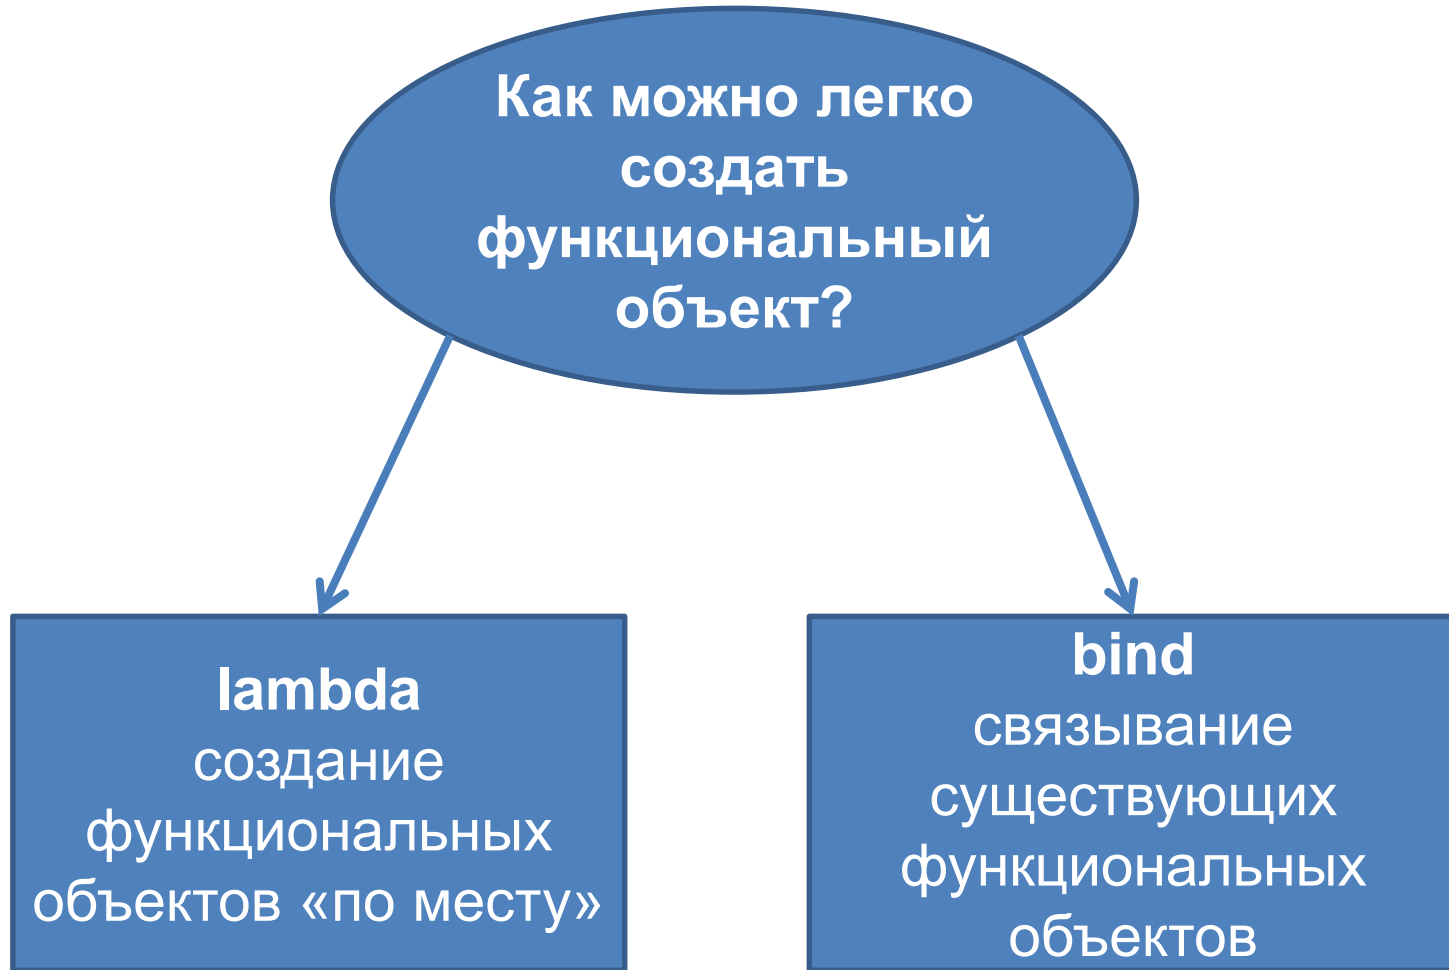 Как можно легко
создать
функциональный
объект?
lambda
создание
функциональных
объектов «по месту»
bind
связывание
существующих
функциональных
объектов